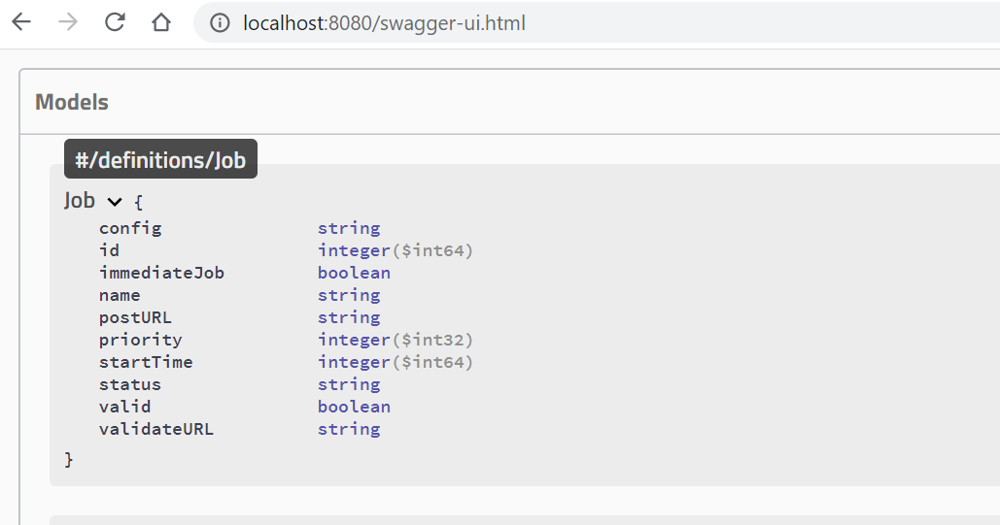 localhost:8080/swagger-ui.html
Models
#/definitions/Job
Job {
config string
id integer($int64)
immediateJob boolean
name string
postURL string
priority integer($int32)
startTime integer($int64)
status string
valid boolean
validateURL string
}